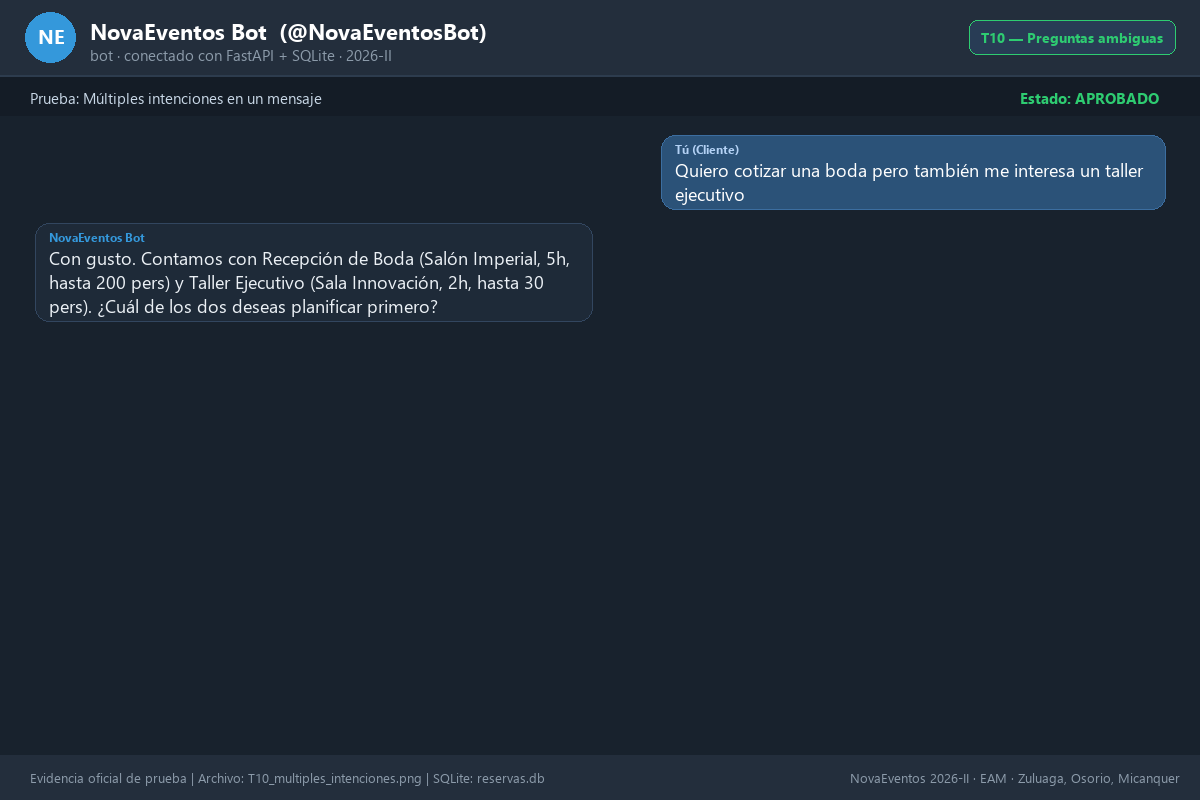 NE
NovaEventos Bot (@NovaEventosBot)
bot · conectado con FastAPI + SQLite · 2026-II
T10 — Preguntas ambiguas
Prueba: Múltiples intenciones en un mensaje
Estado: APROBADO
Tú (Cliente)
Quiero cotizar una boda pero también me interesa un taller
ejecutivo
NovaEventos Bot
Con gusto. Contamos con Recepción de Boda (Salón Imperial, 5h,
hasta 200 pers) y Taller Ejecutivo (Sala Innovación, 2h, hasta 30
pers). ¿Cuál de los dos deseas planificar primero?
Evidencia oficial de prueba | Archivo: T10_multiples_intenciones.png | SQLite: reservas.db
NovaEventos 2026-II · EAM · Zuluaga, Osorio, Micanquer